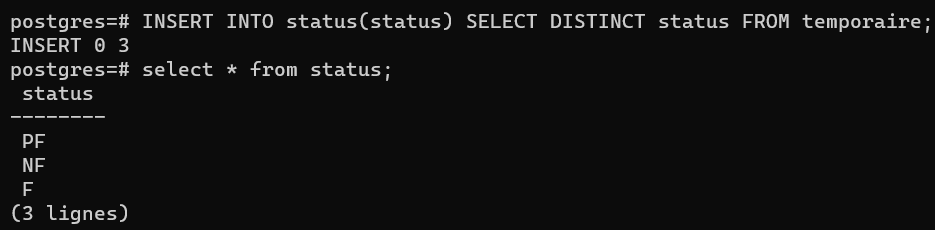 postgres=# INSERT INTO status(status) SELECT DISTINCT status FROM temporaire;
INSERT 0 3
postgres=# select * from status;
 status
--------
 PF
 NF
 F
(3 lignes)